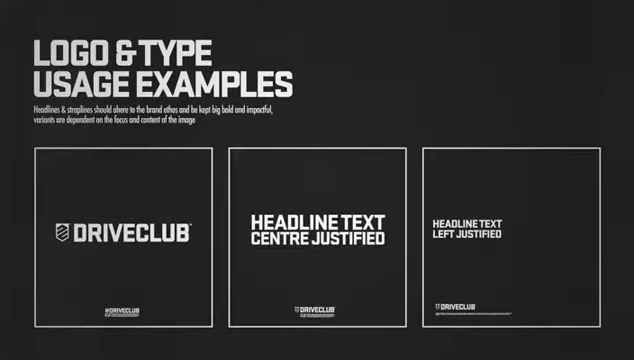 LOGO & TYPE
USAGE EXAMPLES
Headlines & straplines should ahere to the brand ethos and be kept big bold and impactful,
variants are dependent on the focus and content of the image
DRIVECLUB™
#DRIVECLUB
HEADLINE TEXT
CENTRE JUSTIFIED
DRIVECLUB
HEADLINE TEXT
LEFT JUSTIFIED
DRIVECLUB